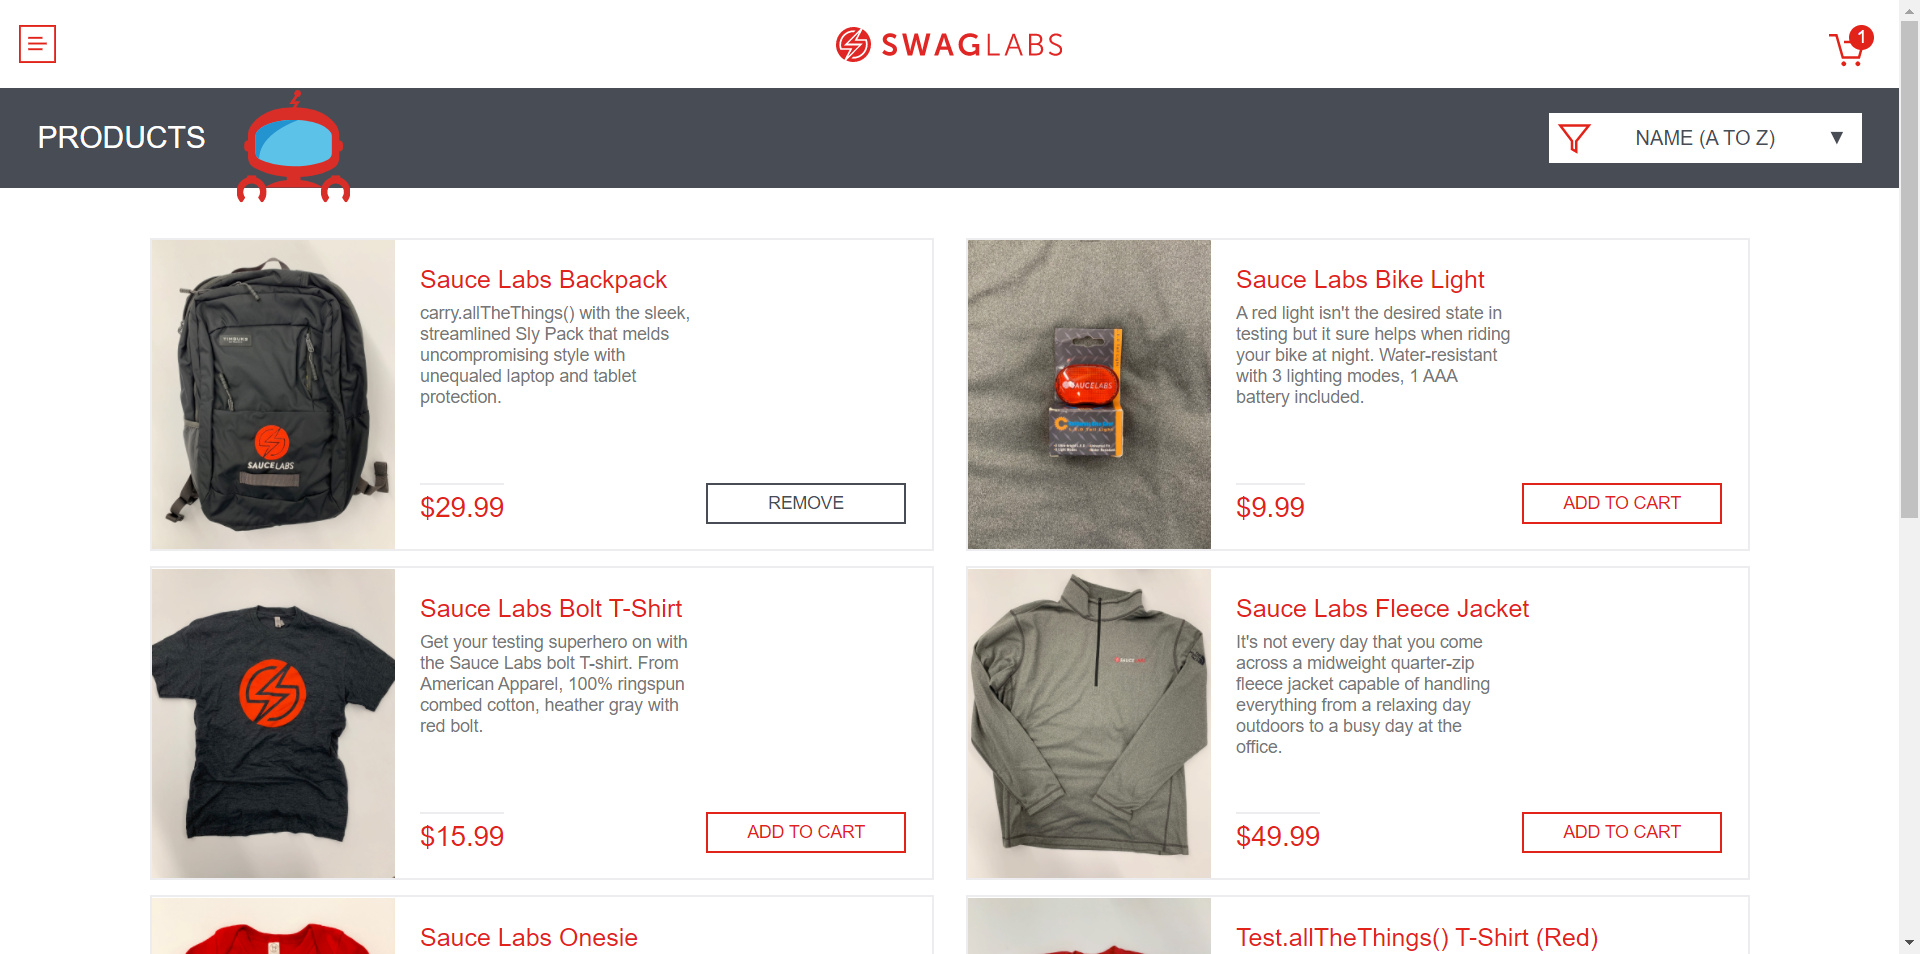 SWAGLABS
1
PRODUCTS
NAME (A TO Z)
Sauce Labs Backpack
carry.allTheThings() with the sleek,
streamlined Sly Pack that melds
uncompromising style with
unequaled laptop and tablet
protection.
SAUCELABS
$29.99
REMOVE
Sauce Labs Bike Light
A red light isn't the desired state in
testing but it sure helps when riding
your bike at night. Water-resistant
with 3 lighting modes, 1 AAA
battery included.
SAUCELABS
$9.99
ADD TO CART
Sauce Labs Bolt T-Shirt
Get your testing superhero on with
the Sauce Labs bolt T-shirt. From
American Apparel, 100% ringspun
combed cotton, heather gray with
red bolt.
$15.99
ADD TO CART
Sauce Labs Fleece Jacket
It's not every day that you come
across a midweight quarter-zip
fleece jacket capable of handling
everything from a relaxing day
outdoors to a busy day at the
office.
$49.99
ADD TO CART
Sauce Labs Onesie
Test.allTheThings() T-Shirt (Red)